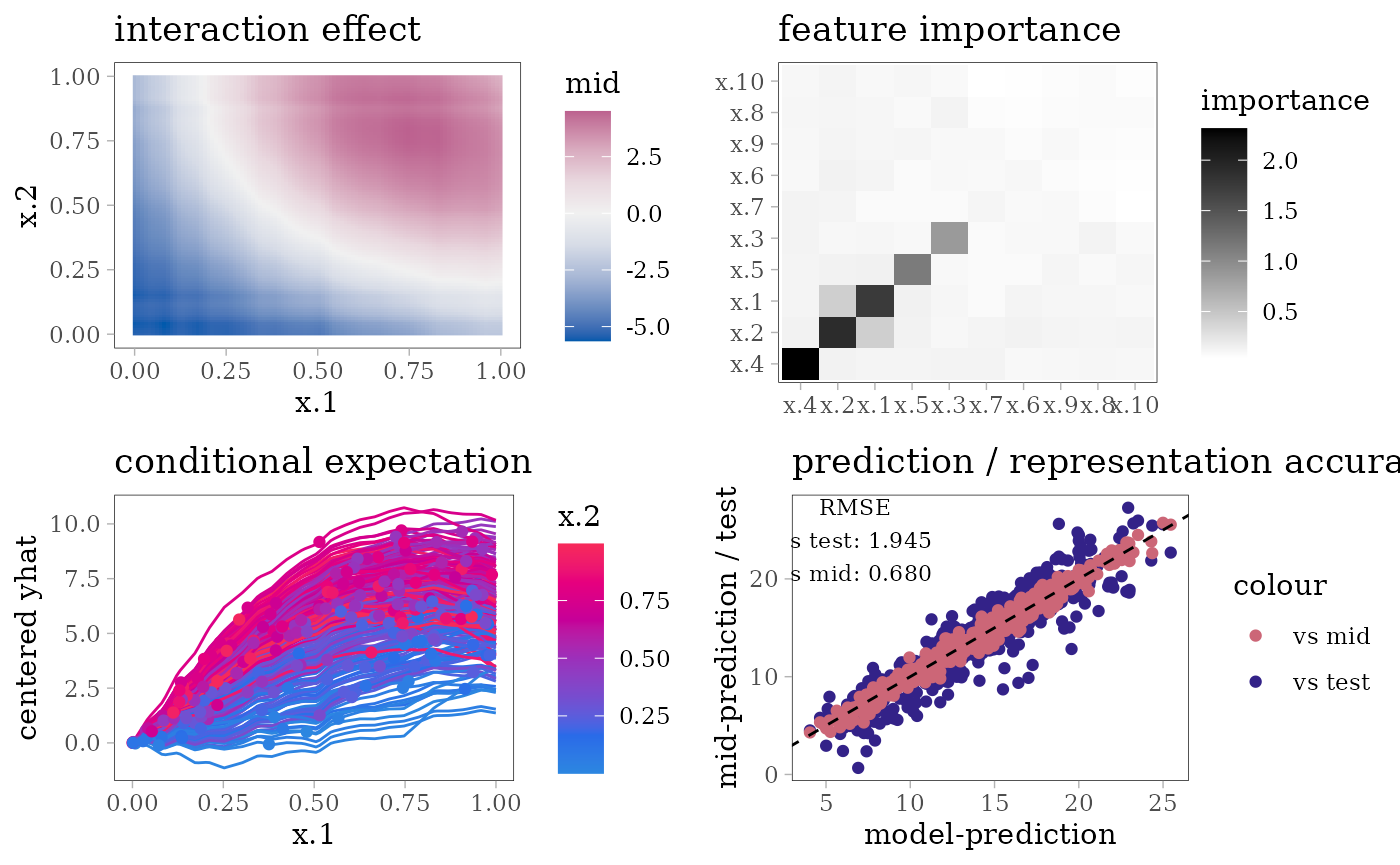 interaction effect
mid
1.00
0.75
0.50
0.25
0.00
x.2
0.00 0.25 0.50 0.75 1.00
x.1
2.5
0.0
-2.5
-5.0
feature importance
importance
x.10
x.8
x.9
x.6
x.7
x.3
x.5
x.1
x.2
x.4
x.4 x.2 x.1 x.5 x.3 x.7 x.6 x.9 x.8 x.10
2.0
1.5
1.0
0.5
conditional expectation
x.2
10.0
7.5
5.0
2.5
0.0
centered yhat
0.00 0.25 0.50 0.75 1.00
x.1
0.75
0.50
0.25
prediction / representation accura
RMSE
s test: 1.945
s mid: 0.680
20
10
0
mid-prediction / test
5 10 15 20 25
model-prediction
colour
vs mid
vs test